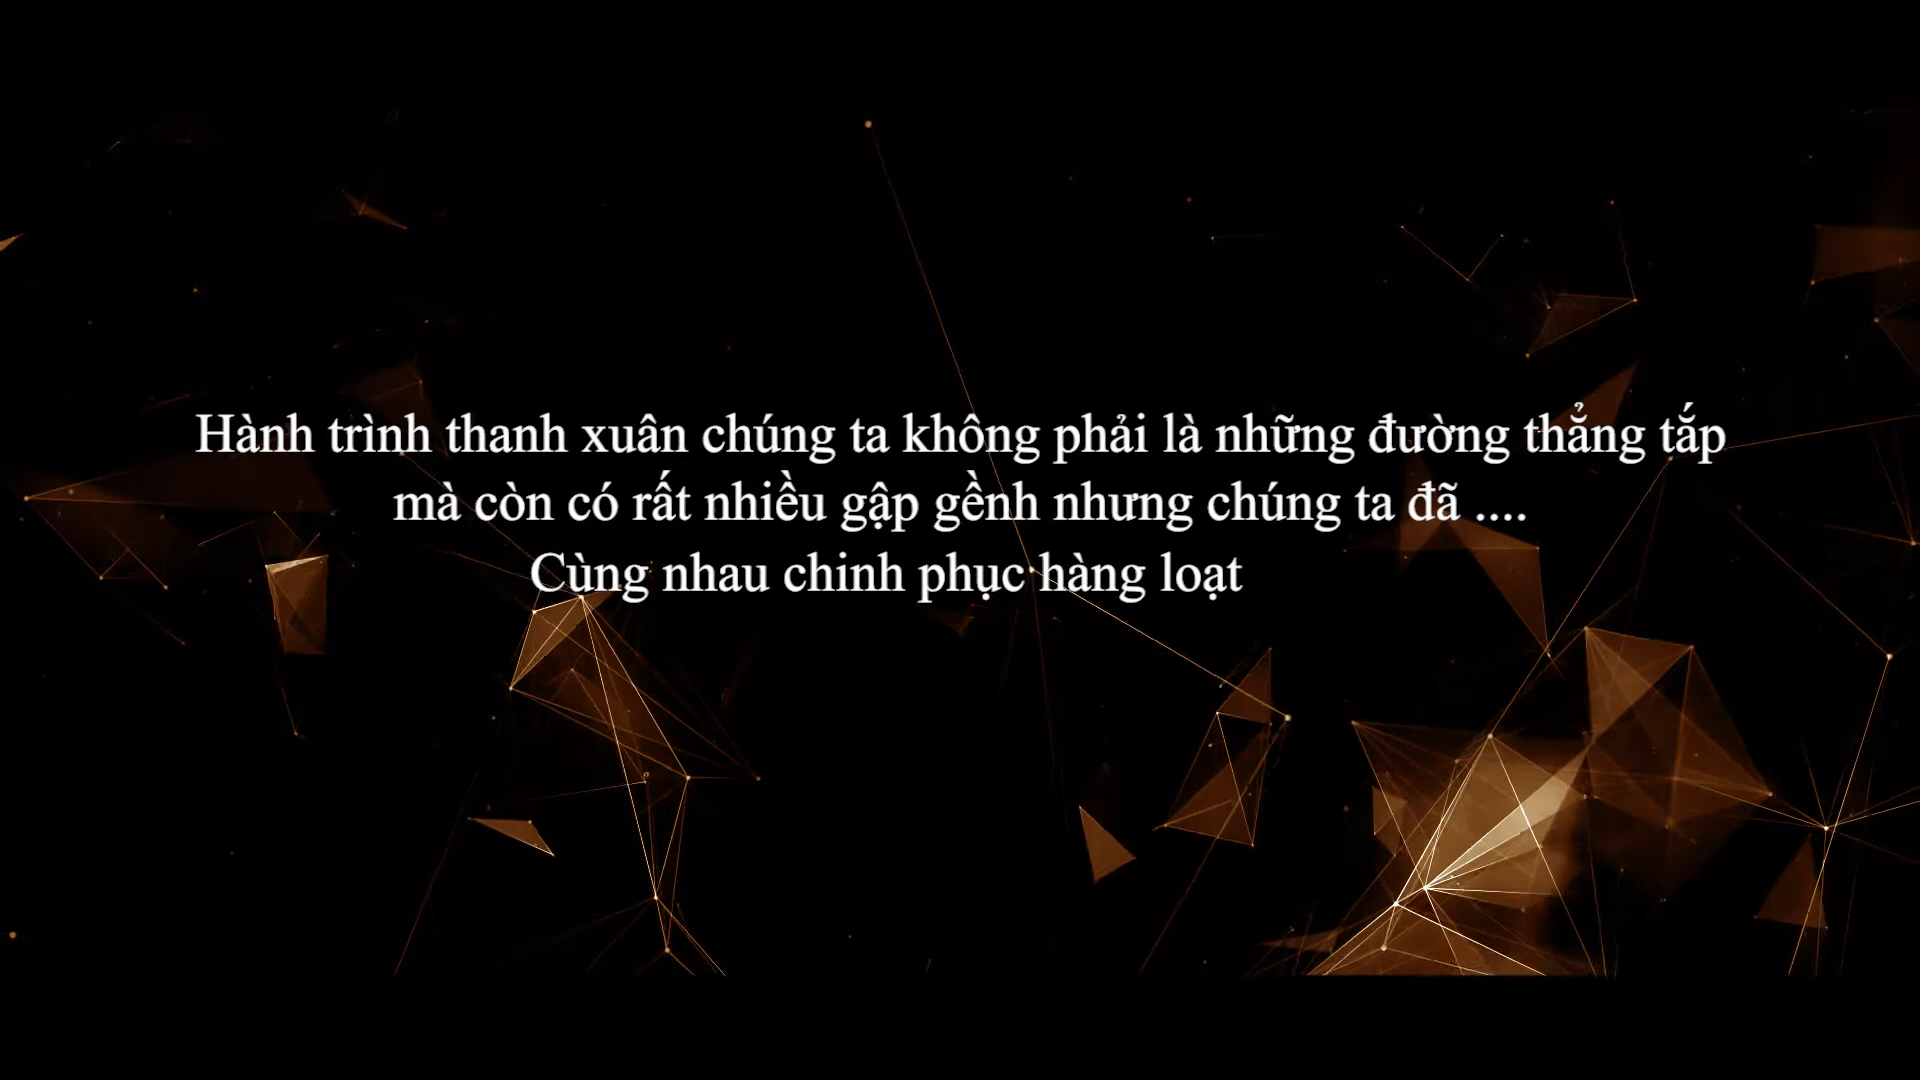 Hành trình thanh xuân chúng ta không phải là những đường thẳng tắp
mà còn có rất nhiều gập gềnh nhưng chúng ta đã ....
Cùng nhau chinh phục hàng loạt